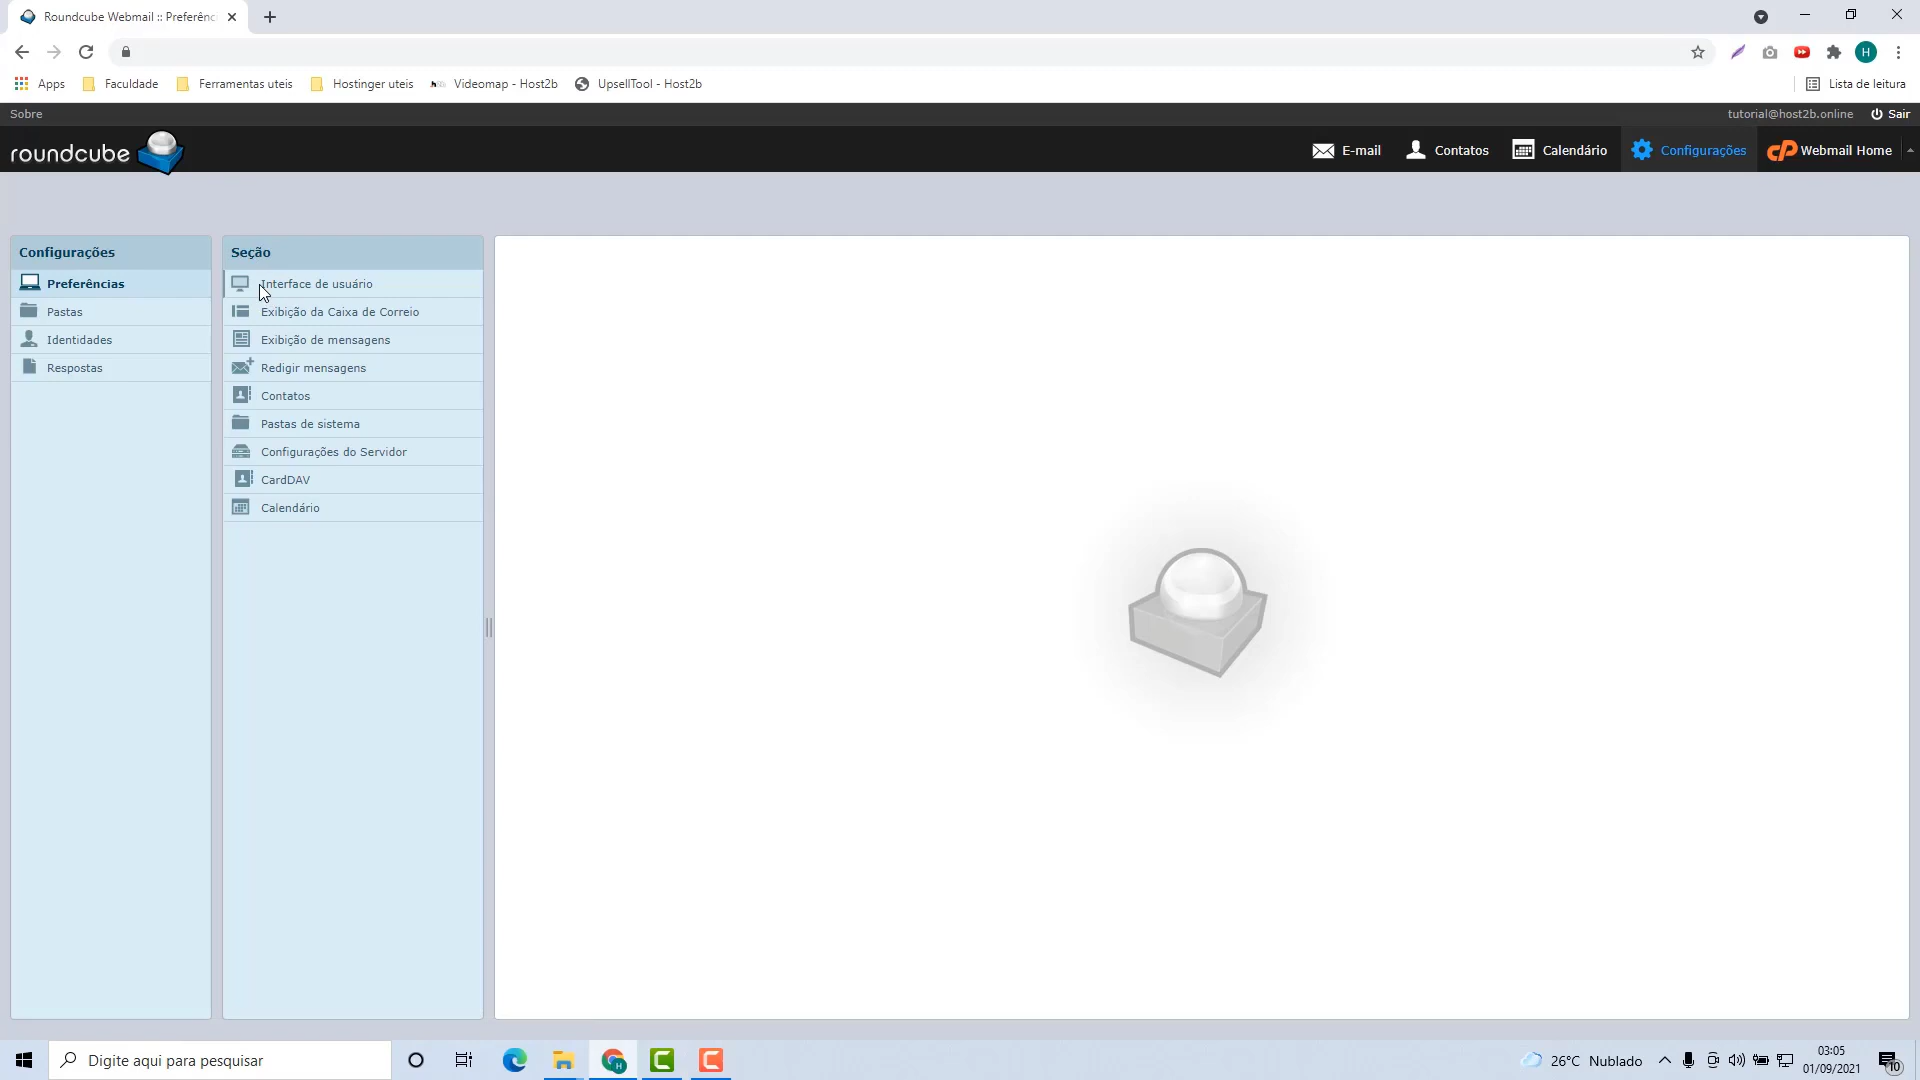 Roundcube Webmail :: Preferênc
Apps
Faculdade
Ferramentas uteis
Hostinger uteis
Videomap - Host2b
UpsellTool - Host2b
Lista de leitura
H
Sobre
tutorial@host2b.online
Sair
roundcube
E-mail
Contatos
Calendário
Configurações
cP Webmail Home
Configurações
Preferências
Pastas
Identidades
Respostas
Seção
Interface de usuário
Exibição da Caixa de Correio
Exibição de mensagens
Redigir mensagens
Contatos
Pastas de sistema
Configurações do Servidor
CardDAV
Calendário
Digite aqui para pesquisar
26°C Nublado
03:05
01/09/2021
10